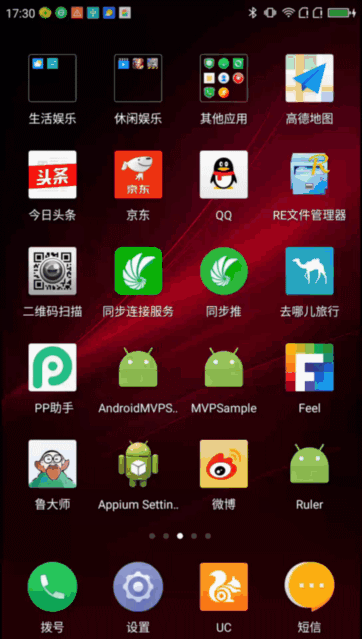 17:30
生活娱乐 休闲娱乐 其他应用 高德地图
头条 京东 R
今日头条 京东 QQ RE文件管理器
二维码扫描 同步连接服务 同步推 去哪儿旅行
F
PP助手 AndroidMVPS.. MVPSample Feel
鲁大师 Appium Settin.. 微博 Ruler
拨号 设置 UC 短信